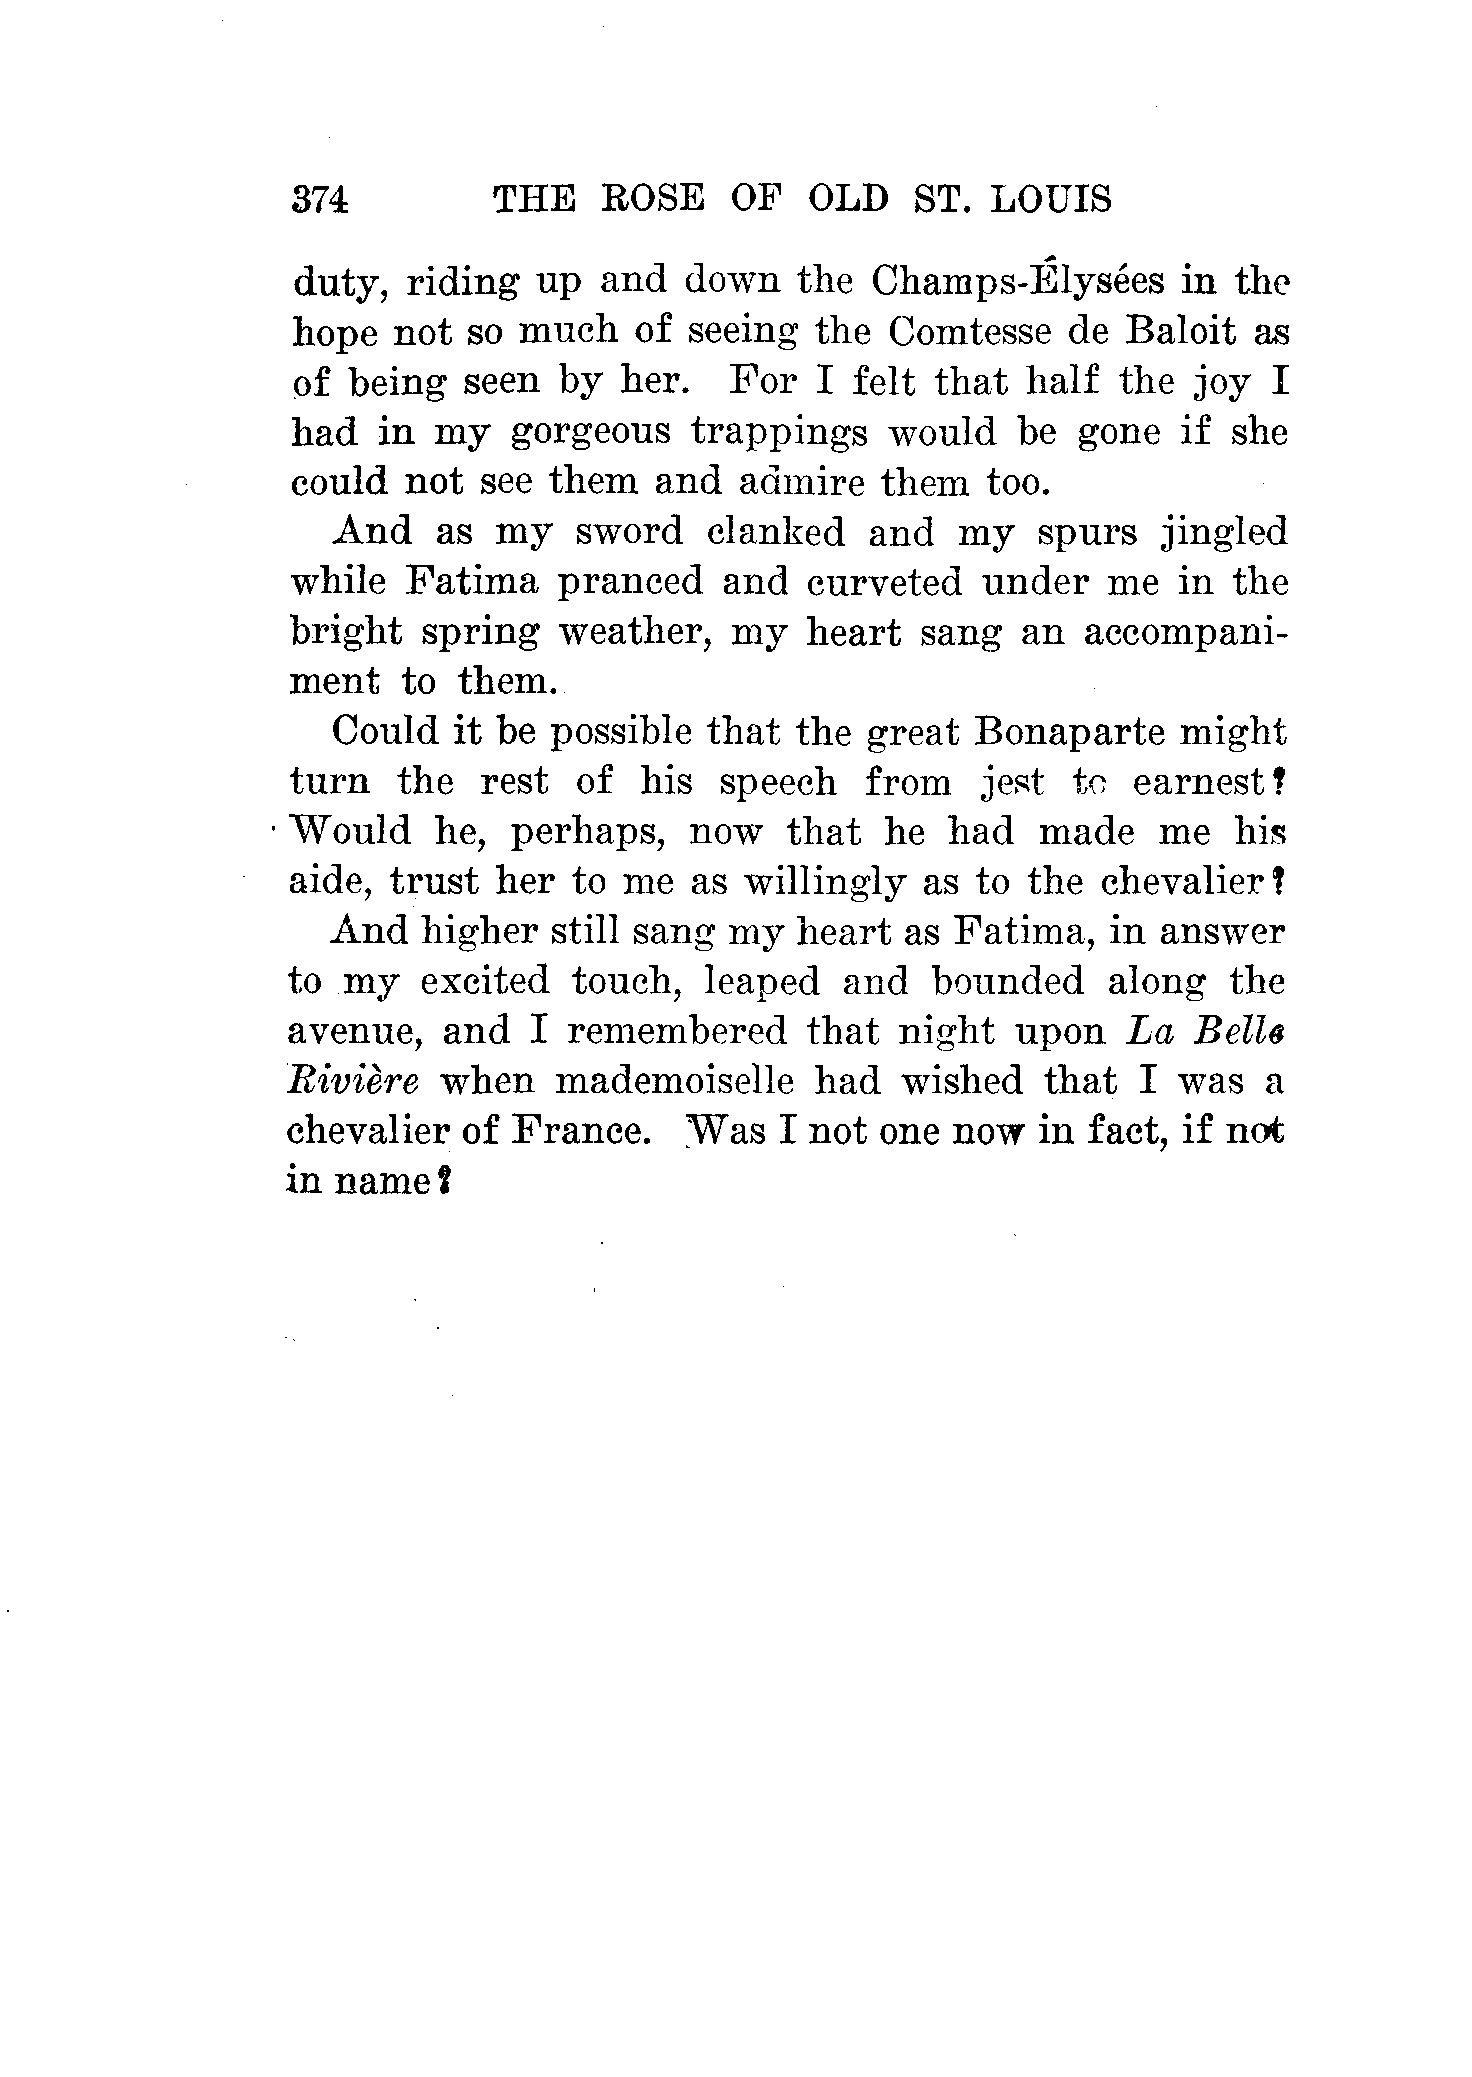 374 THE ROSE OF OLD ST. LOUIS
duty, riding up and down the Champs-Élysées in the
hope not so much of seeing the Comtesse de Baloit as
of being seen by her. For I felt that half the joy I
had in my gorgeous trappings would be gone if she
could not see them and admire them too.
And as my sword clanked and my spurs jingled
while Fatima pranced and curveted under me in the
bright spring weather, my heart sang an accompani-
ment to them.
Could it be possible that the great Bonaparte might
turn the rest of his speech from jest to earnest?
Would he, perhaps, now that he had made me his
aide, trust her to me as willingly as to the chevalier?
And higher still sang my heart as Fatima, in answer
to my excited touch, leaped and bounded along the
avenue, and I remembered that night upon La Belle
Rivière when mademoiselle had wished that I was a
chevalier of France. Was I not one now in fact, if not
in name?